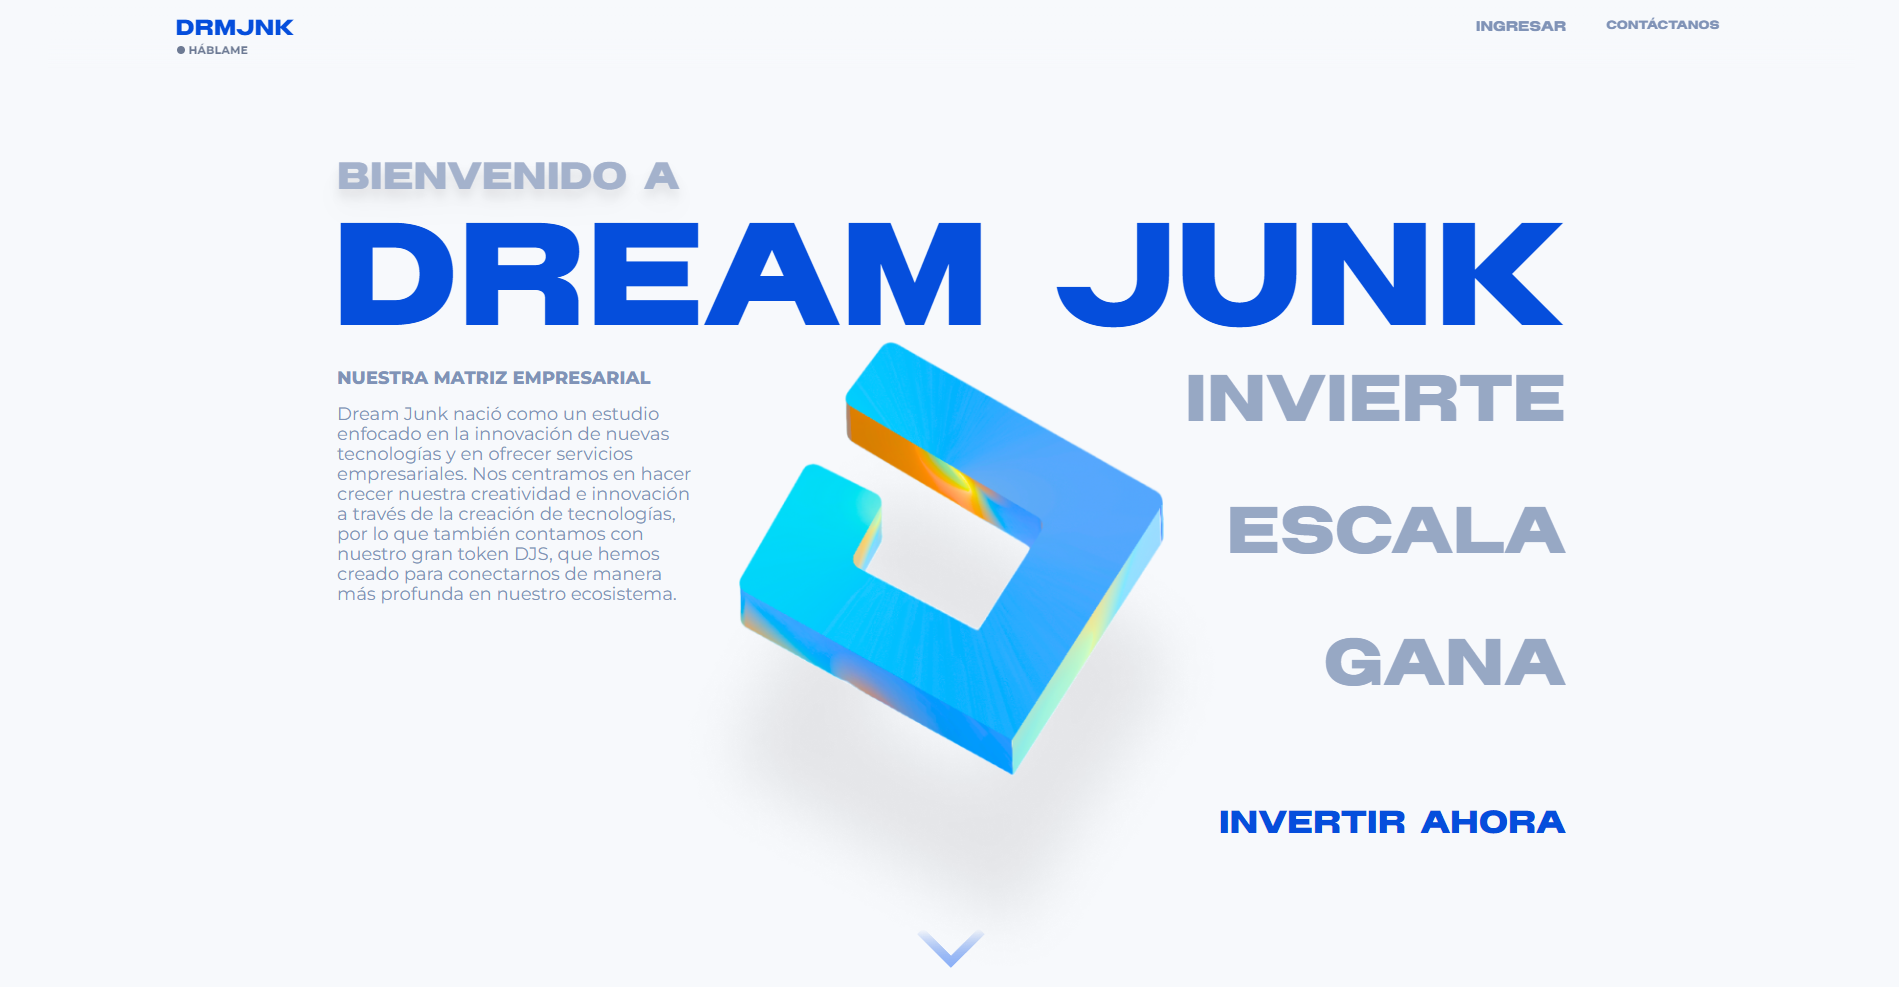 DRMJNK
HÁBLAME
INGRESAR
CONTÁCTANOS
BIENVENIDO A
DREAM JUNK
NUESTRA MATRIZ EMPRESARIAL
Dream Junk nació como un estudio
enfocado en la innovación de nuevas
tecnologías y en ofrecer servicios
empresariales. Nos centramos en hacer
crecer nuestra creatividad e innovación
a través de la creación de tecnologías,
por lo que también contamos con
nuestro gran token DJS, que hemos
creado para conectarnos de manera
más profunda en nuestro ecosistema.
INVIERTE
ESCALA
GANA
INVERTIR AHORA